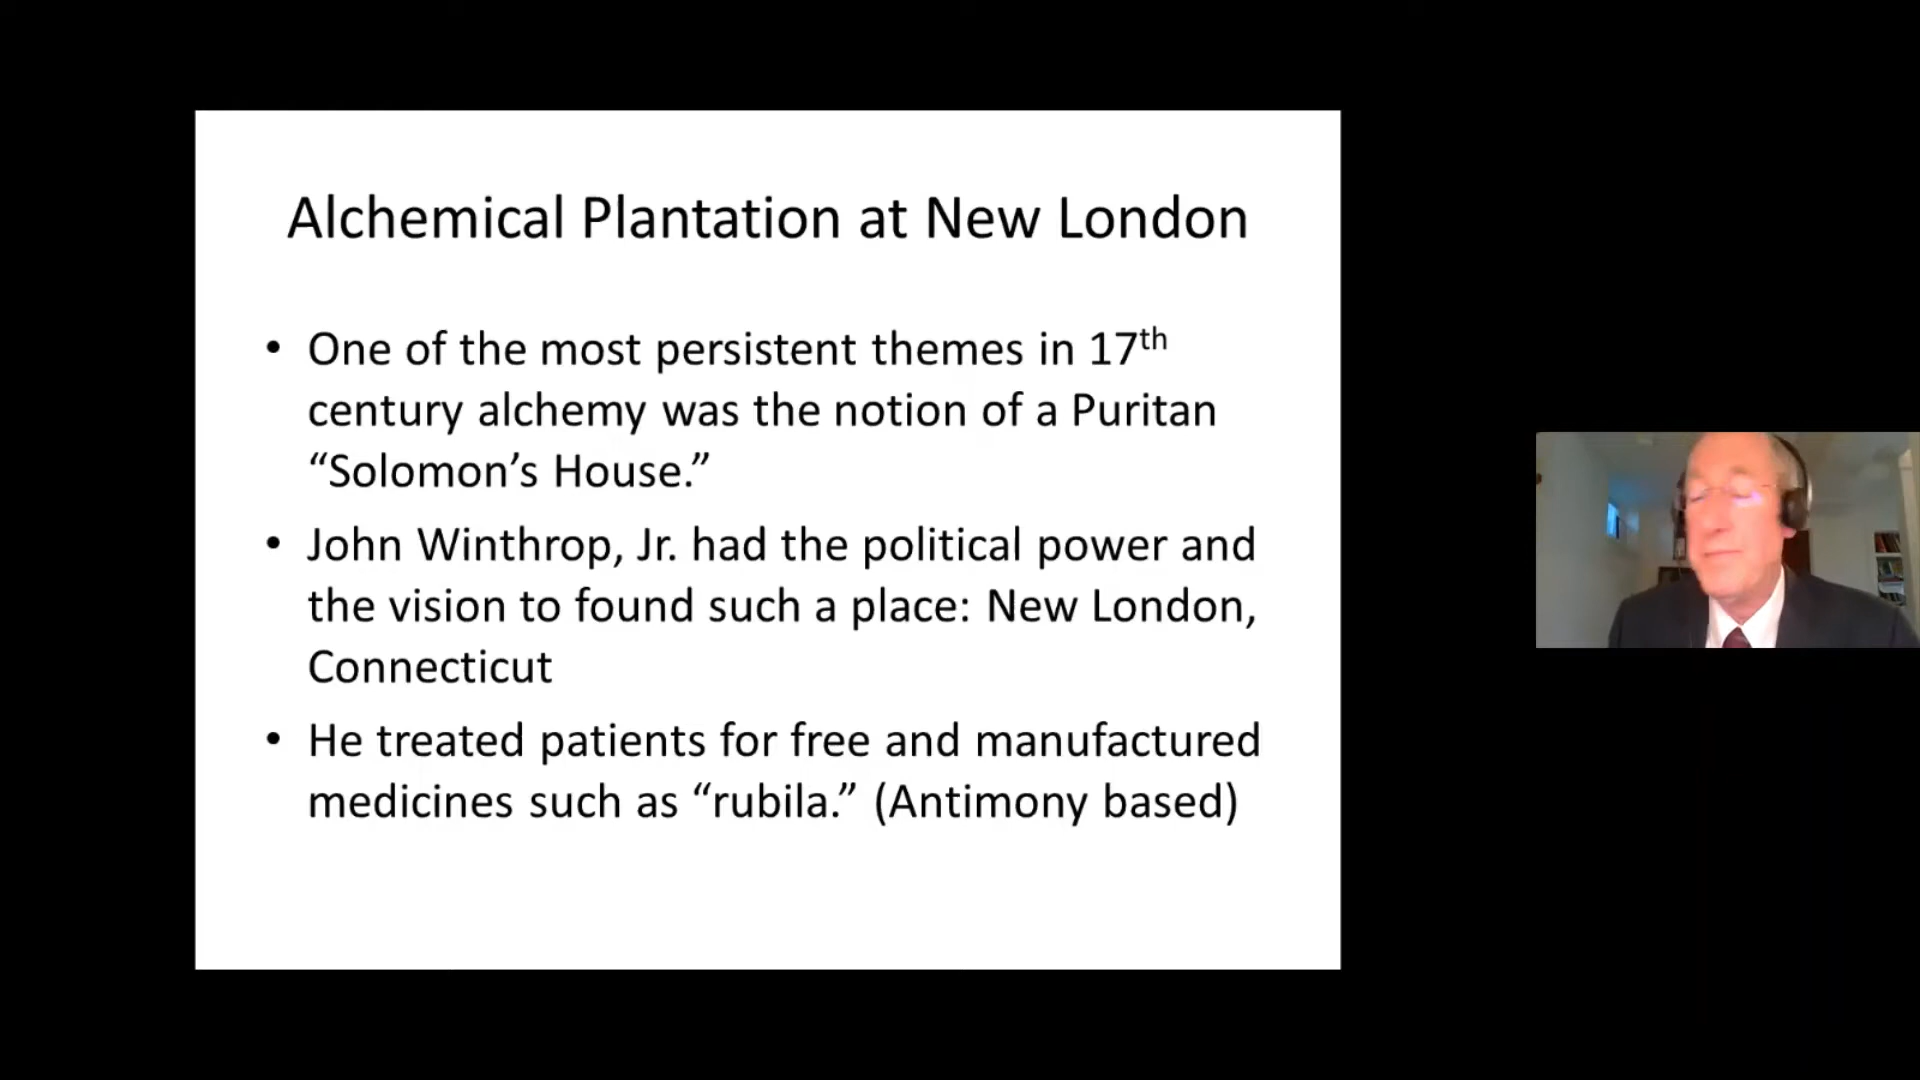 Alchemical Plantation at New London
• One of the most persistent themes in 17th
century alchemy was the notion of a Puritan
“Solomon’s House.”
• John Winthrop, Jr. had the political power and
the vision to found such a place: New London,
Connecticut
• He treated patients for free and manufactured
medicines such as “rubila.” (Antimony based)